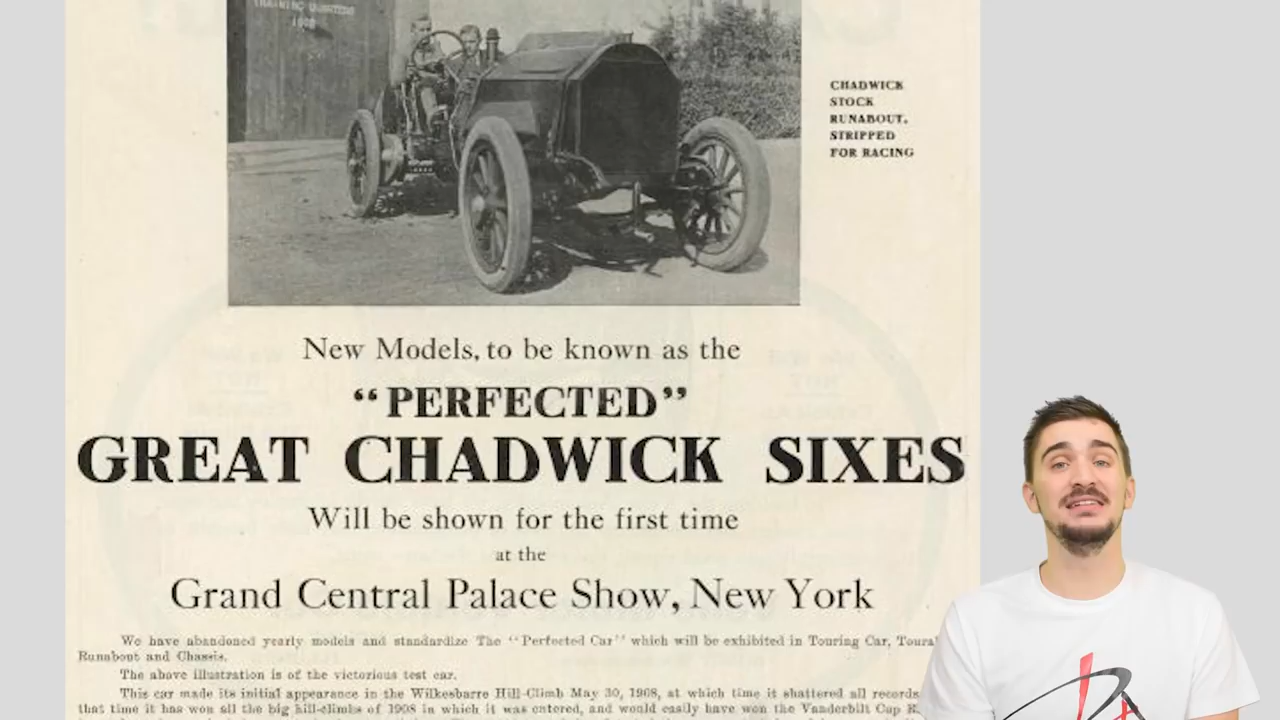 TRAINING QUARTERS
1908
CHADWICK
STOCK
RUNABOUT,
STRIPPED
FOR RACING
New Models, to be known as the
“PERFECTED”
GREAT CHADWICK SIXES
Will be shown for the first time
at the
Grand Central Palace Show, New York
We have abandoned yearly models and standardize The “Perfected Car” which will be exhibited in Touring Car,
Runabout and Chassis.
The above illustration is of the victorious test car.
This car made its initial appearance in the Wilkesbarre Hill-Climb May 30, 1908, at which time it shattered all records
that time it has won all the big hill-climbs of 1908 in which it was entered, and would easily have won the Vanderbilt Cup